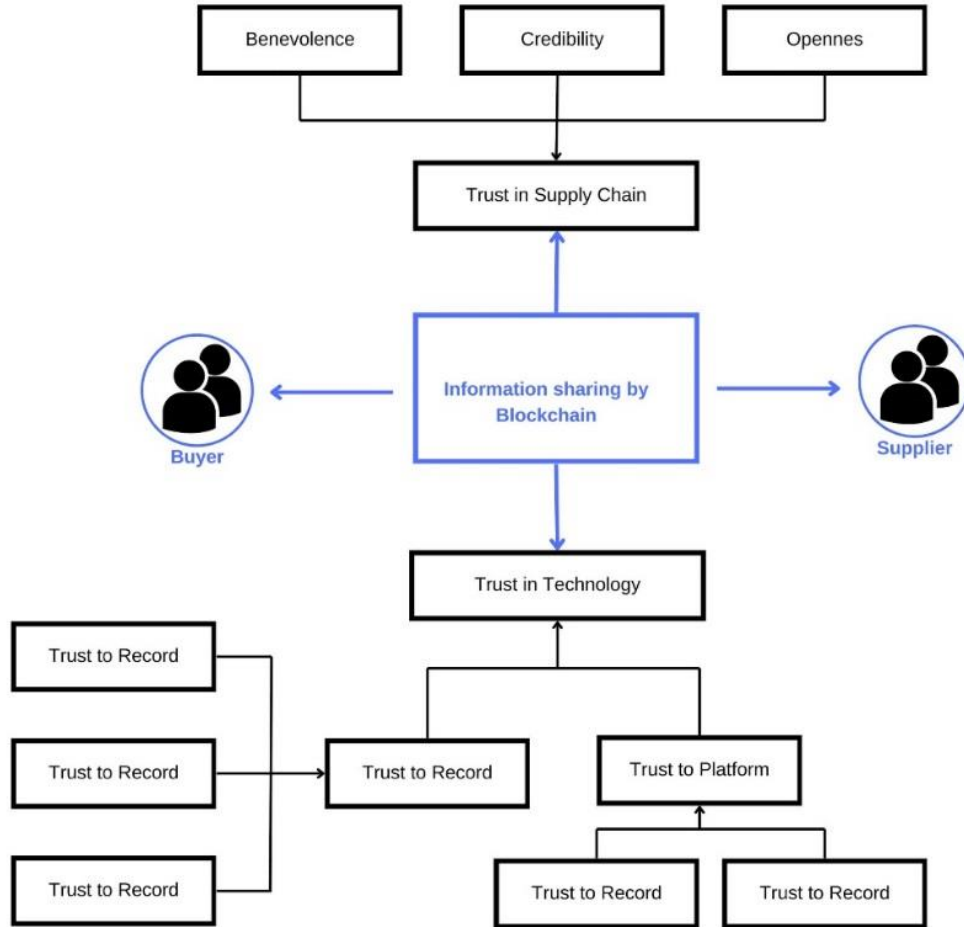 Benevolence
Credibility
Opennes
Trust in Supply Chain
Information sharing by
Blockchain
Buyer
Supplier
Trust in Technology
Trust to Record
Trust to Record
Trust to Record
Trust to Record
Trust to Platform
Trust to Record
Trust to Record